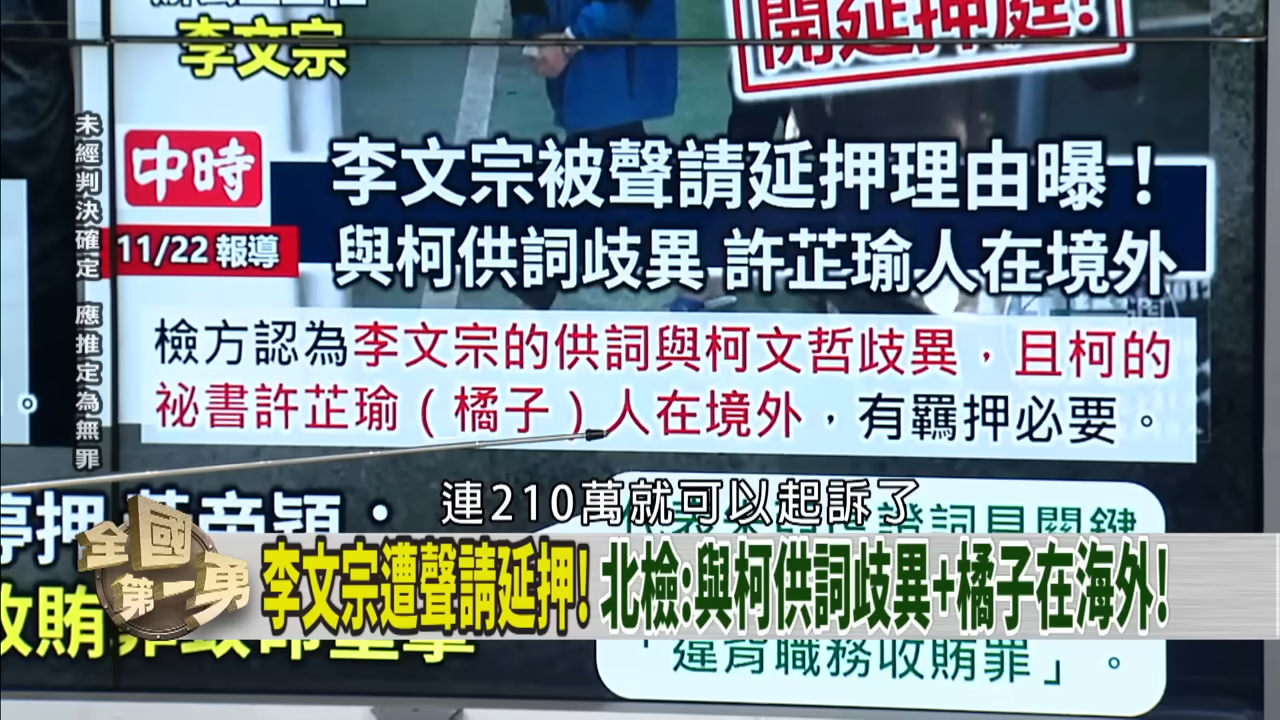 李文宗
開延押庭!
中時
11/22 報導
李文宗被聲請延押理由曝！
與柯供詞歧異 許芷瑜人在境外
檢方認為李文宗的供詞與柯文哲歧異，且柯的
祕書許芷瑜（橘子）人在境外，有羈押必要。
未經判決確定 應推定為無罪
。
連210萬就可以起訴了
全國第一勇
李文宗遭聲請延押! 北檢:與柯供詞歧異+橘子在海外!
「違背職務收賄罪」。